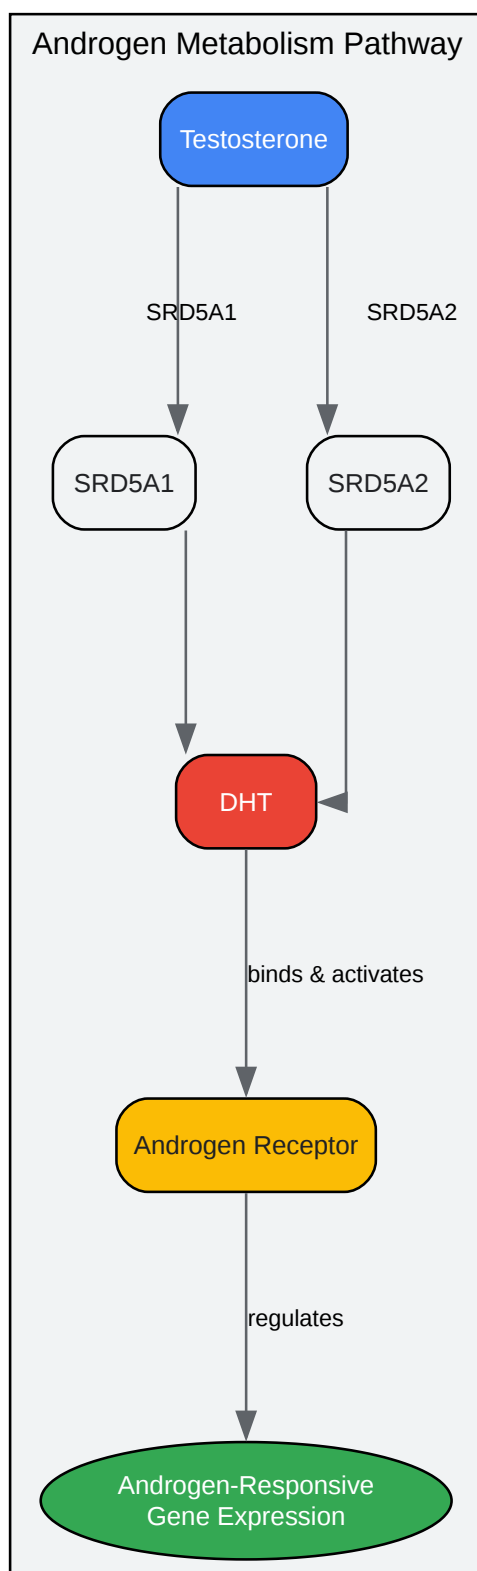 Androgen Metabolism Pathway
Testosterone
SRD5A1
SRD5A2
SRD5A1
SRD5A2
DHT
binds & activates
Androgen Receptor
regulates
Androgen-Responsive
Gene Expression